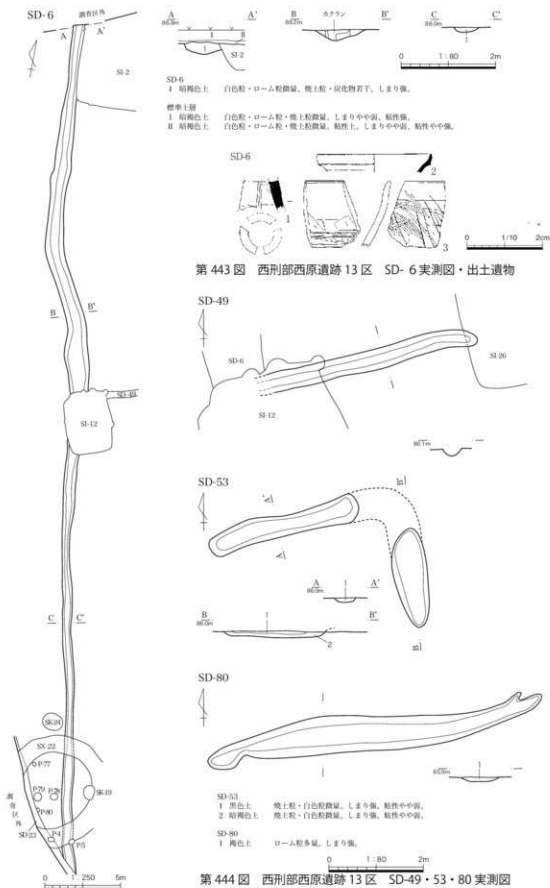 SD-6
調査区外
A A'
SI-2
B B'
SD-49
SI-12
C C'
SK-18
SX-22
P-77
P-79 P-78 SK-19
P-80
調査区外
SD-23 P-4 P-5
0 1:250 5m
A A'
86.8m
I
II
1
SI-2
B B'
86.2m
カクラン
1
C C'
86.0m
1
0 1:80 2m
SD-6
1 暗褐色土 白色粒・ローム粒微量、焼土粒・炭化物若干。しまり強。
標準土層
I 暗褐色土 白色粒・ローム粒・焼土粒微量。しまりやや弱、粘性強。
II 暗褐色土 白色粒・ローム粒・焼土粒微量、粘性土。しまりやや弱、粘性やや強。
SD-6
1
2
3
0 1/10 2cm
第 443 図 西刑部西原遺跡 13 区 SD- 6 実測図・出土遺物
SD-49
SD-6
SI-12
SI-26
86.1m
SD-53
A A'
B B'
A A'
86.0m
1
B B'
86.0m
1
2
SD-80
85.9m
1
SD-53
1 黒色土 焼土粒・白色粒微量。しまり強、粘性やや弱。
2 暗褐色土 焼土粒・白色粒微量。しまり強、粘性やや弱。
SD-80
1 褐色土 ローム粒多量。しまり強。
0 1:80 2m
第 444 図 西刑部西原遺跡 13 区 SD-49・53・80 実測図